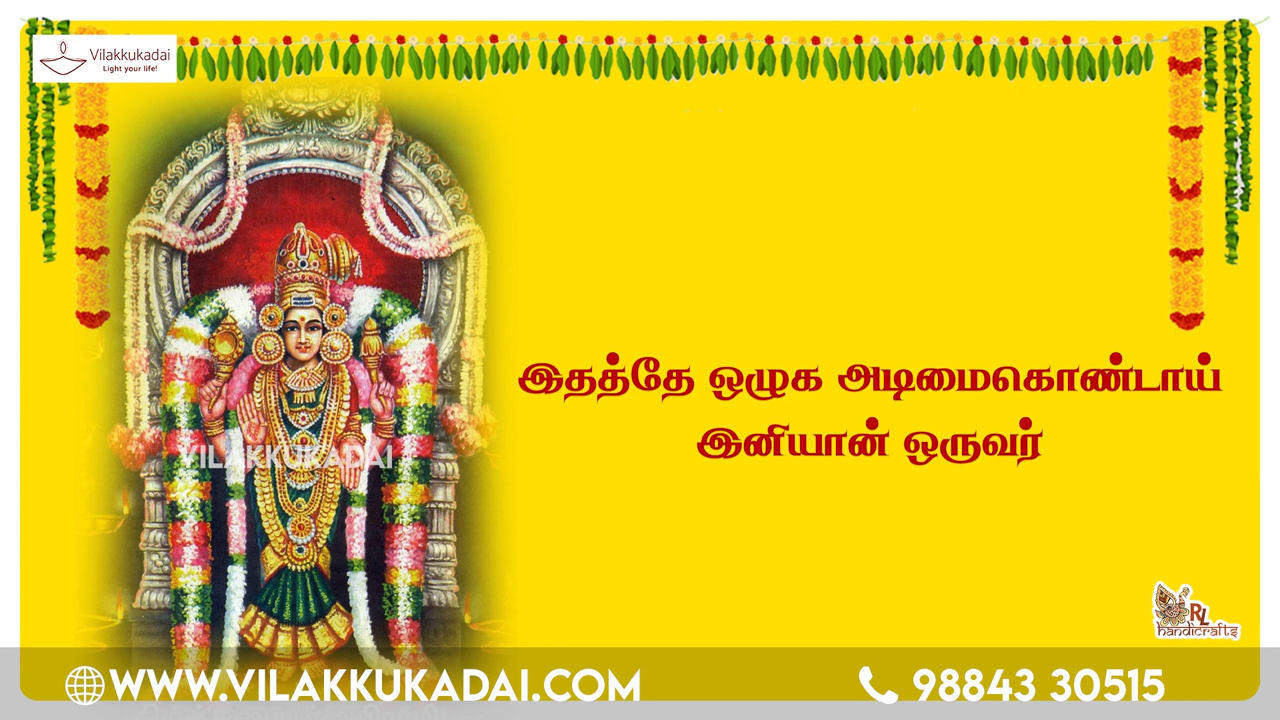 Vilakkukadai
Light your life!
இதத்தே ஒழுக அடிமைகொண்டாய்
இனியான் ஒருவர்
VILAKKUKADAI
RL
handicrafts
WWW.VILAKKUKADAI.COM
98843 30515